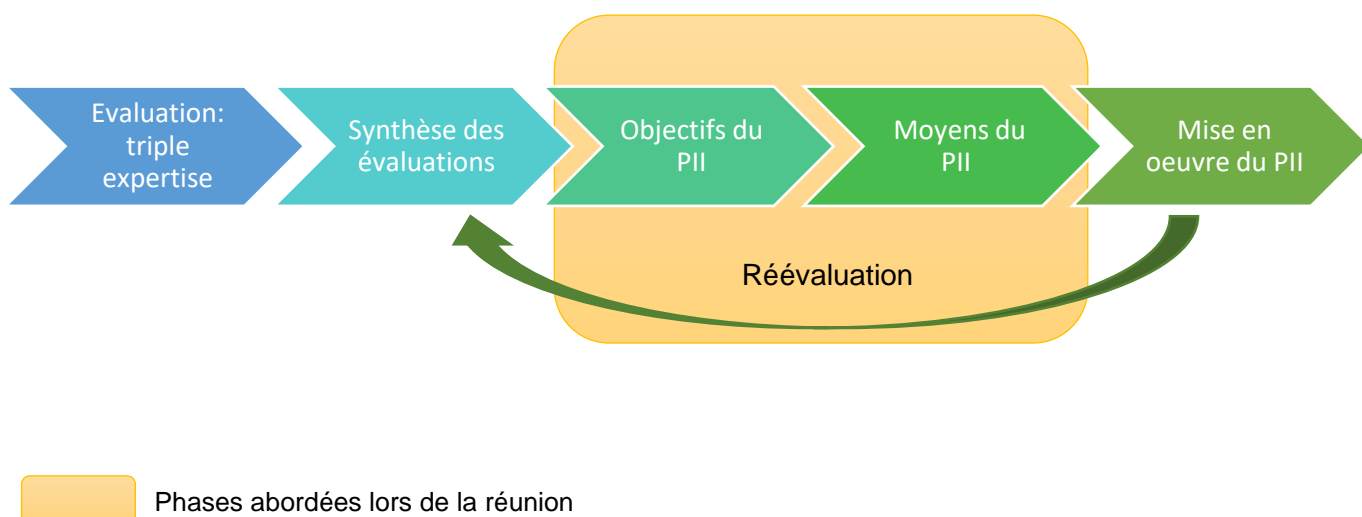 Evaluation:
triple
expertise
Synthèse des
évaluations
Objectifs du
PII
Moyens du
PII
Mise en
oeuvre du PII
Réévaluation
Phases abordées lors de la réunion